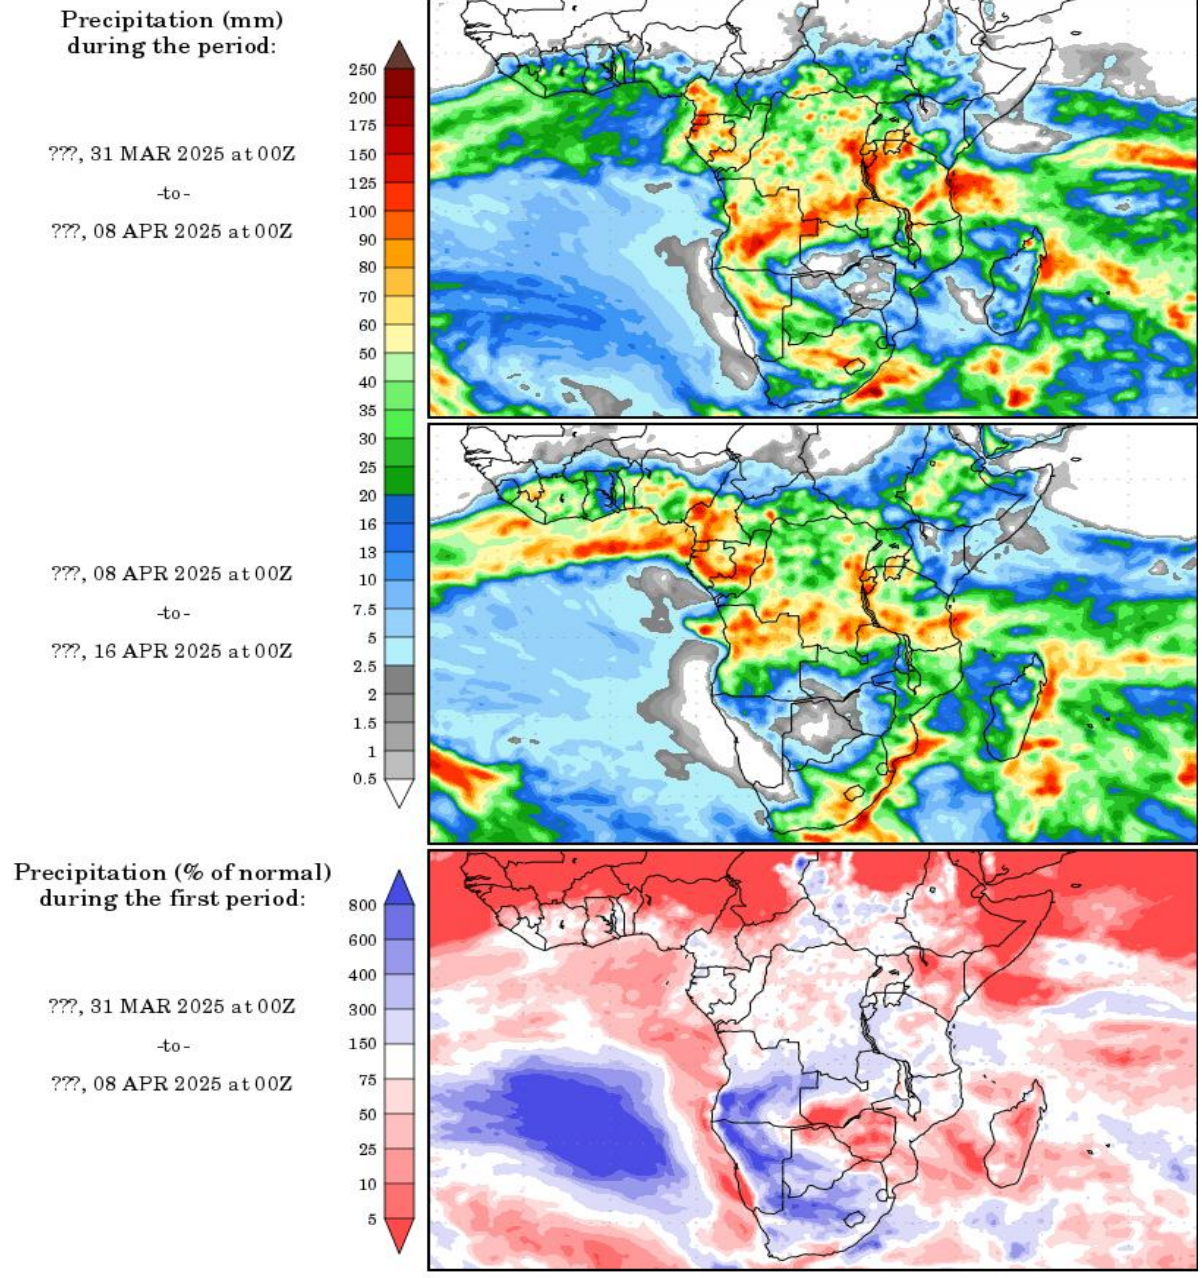 Precipitation (mm)
during the period:
???, 31 MAR 2025 at 00Z
-to-
???, 08 APR 2025 at 00Z
250
200
175
150
125
100
90
80
70
60
50
40
35
30
25
20
16
13
10
7.5
5
2.5
2
1.5
1
0.5
???, 08 APR 2025 at 00Z
-to-
???, 16 APR 2025 at 00Z
Precipitation (% of normal)
during the first period:
???, 31 MAR 2025 at 00Z
-to-
???, 08 APR 2025 at 00Z
800
600
400
300
150
75
50
25
10
5